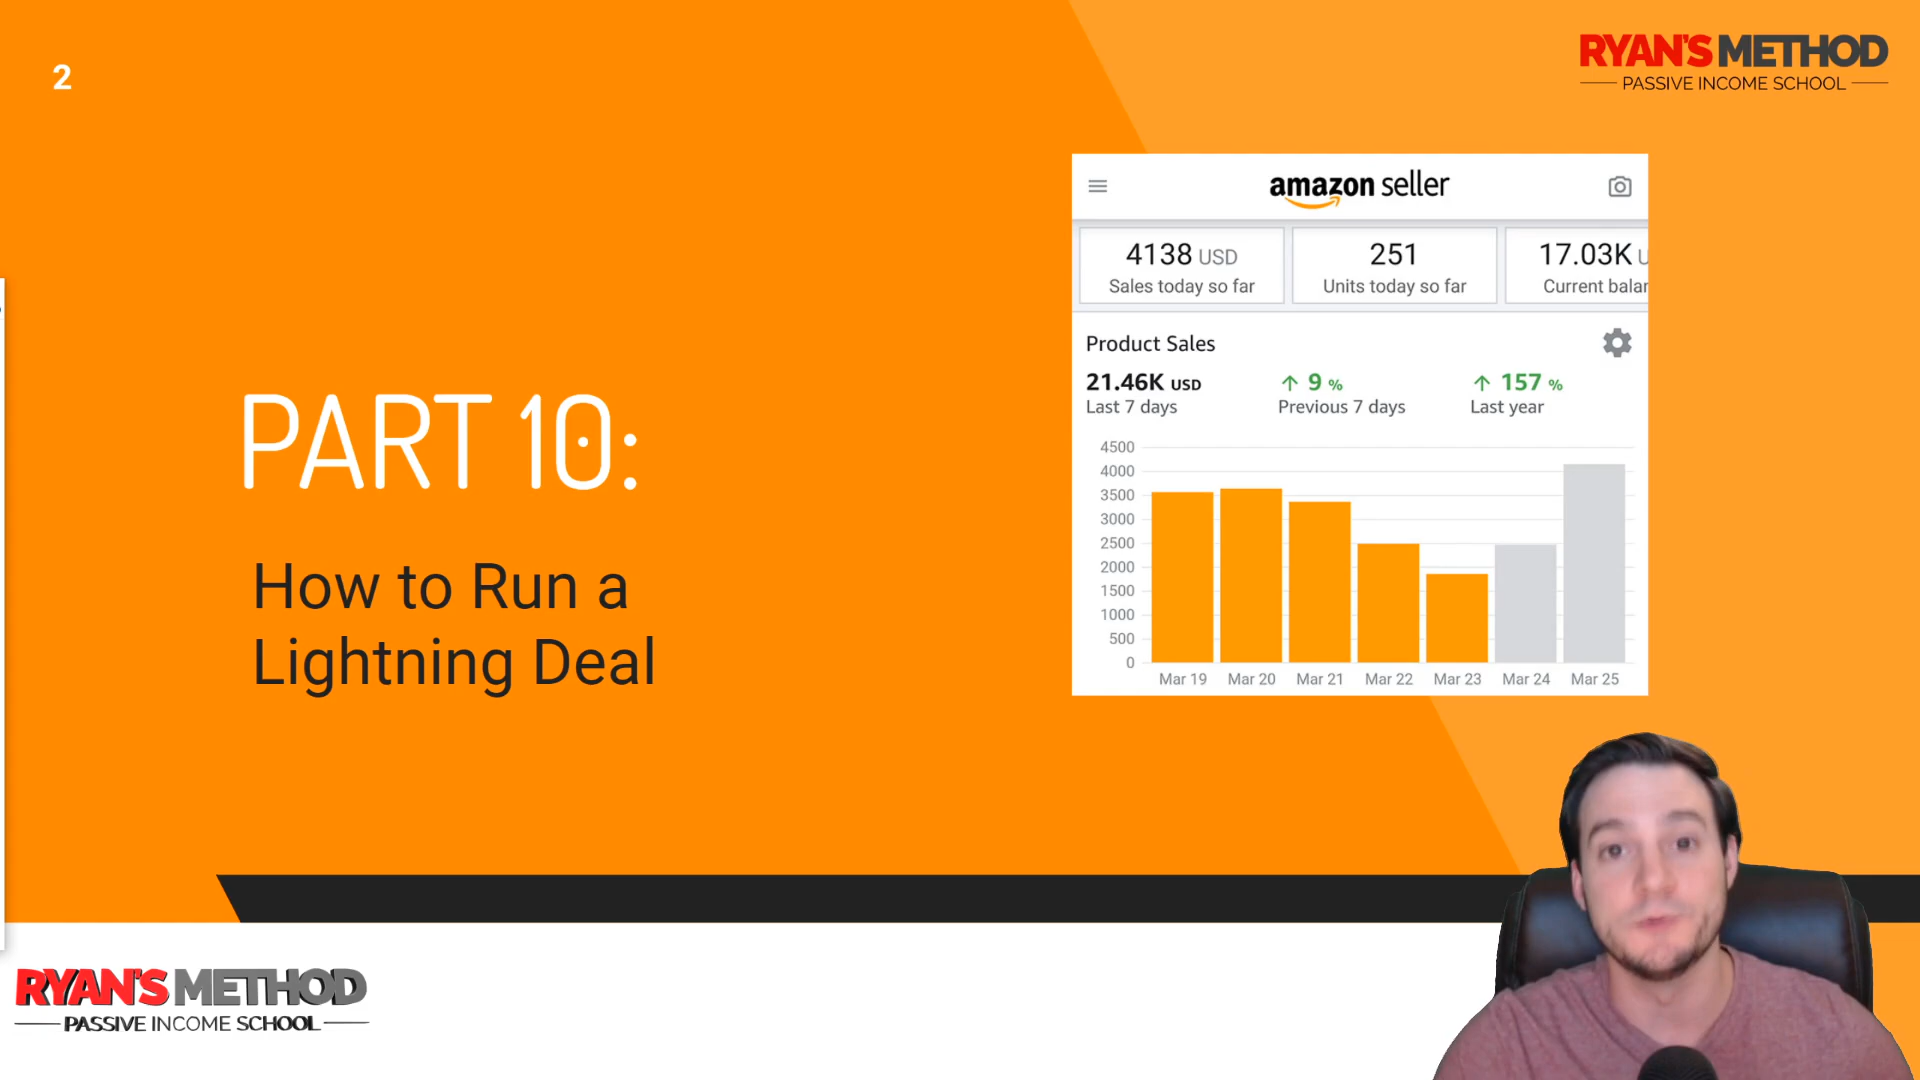 2
RYAN'S METHOD
PASSIVE INCOME SCHOOL
amazon seller
4138 USD
Sales today so far
251
Units today so far
17.03K
Current
Product Sales
21.46K USD
Last 7 days
↑ 9 %
Previous 7 days
↑ 157 %
Last year
4500
4000
3500
3000
2500
2000
1500
1000
500
0
Mar 19 Mar 20 Mar 21 Mar 22 Mar 23 Mar 24 Mar 25
PART 10:
How to Run a
Lightning Deal
RYAN'S METHOD
PASSIVE INCOME SCHOOL